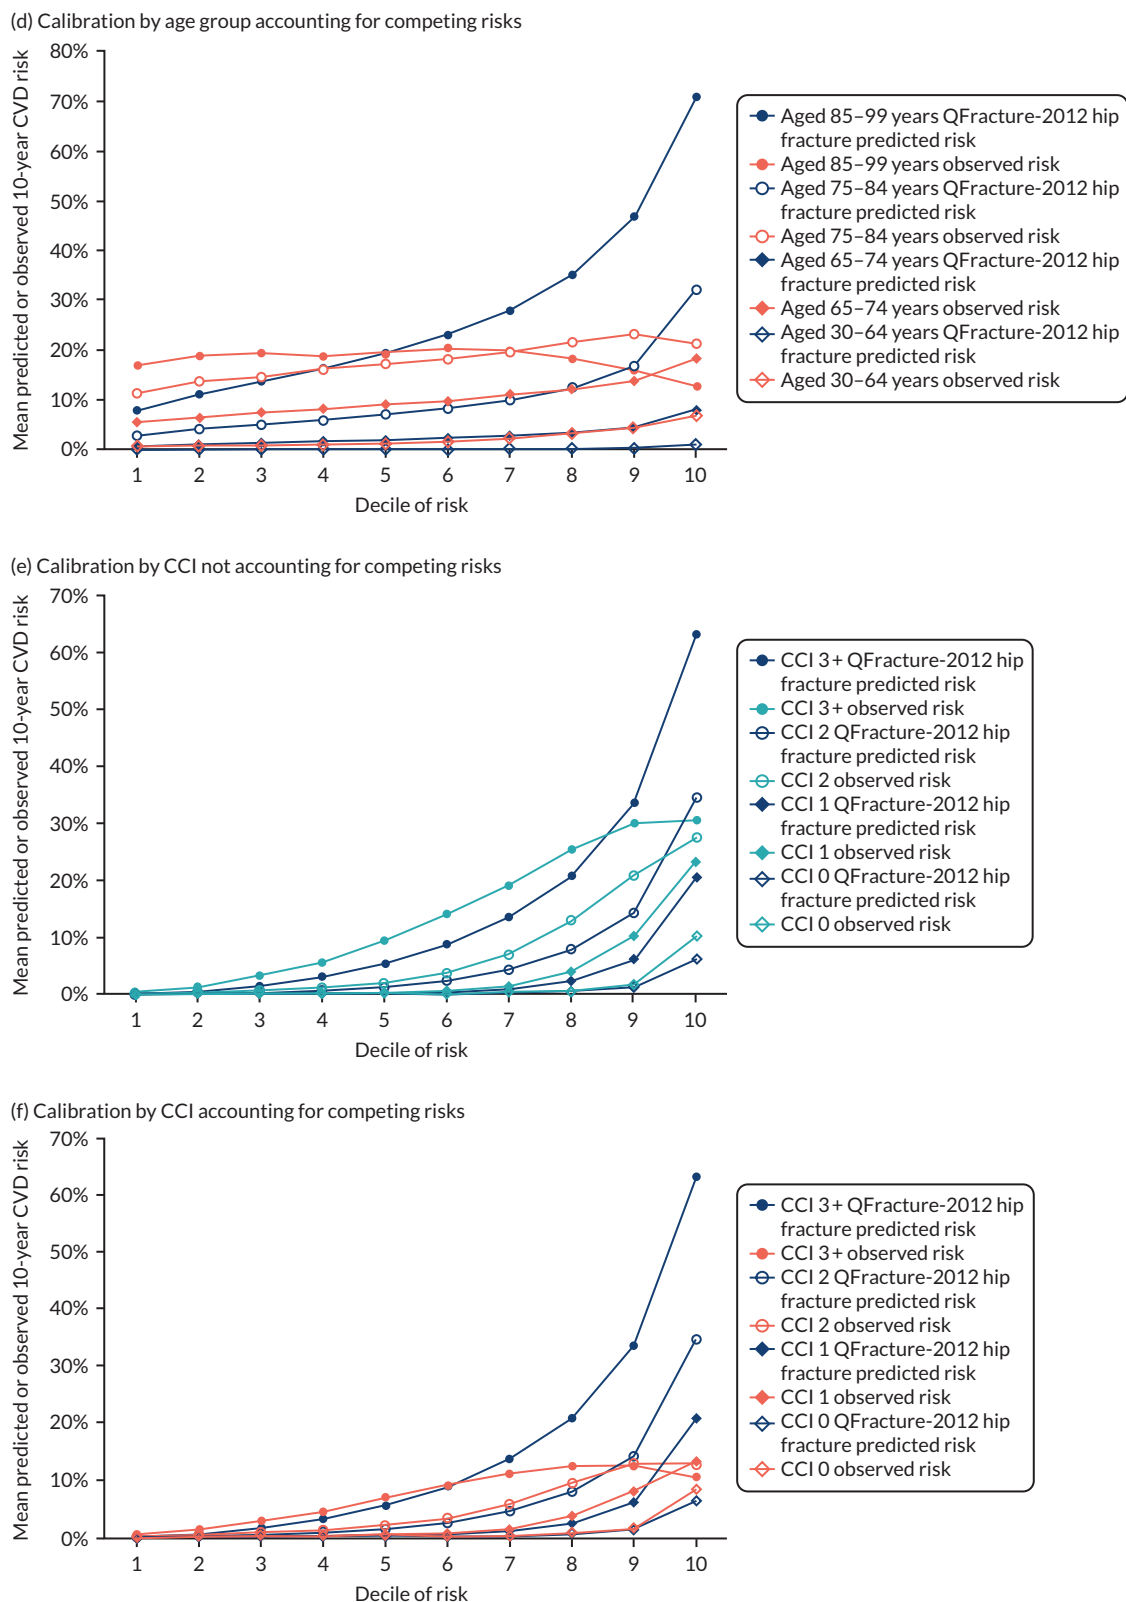 (d) Calibration by age group accounting for competing risks
Mean predicted or observed 10-year CVD risk
80%
70%
60%
50%
40%
30%
20%
10%
0%
1 2 3 4 5 6 7 8 9 10
Decile of risk
Aged 85–99 years QFracture-2012 hip
fracture predicted risk
Aged 85–99 years observed risk
Aged 75–84 years QFracture-2012 hip
fracture predicted risk
Aged 75–84 years observed risk
Aged 65–74 years QFracture-2012 hip
fracture predicted risk
Aged 65–74 years observed risk
Aged 30–64 years QFracture-2012 hip
fracture predicted risk
Aged 30–64 years observed risk
(e) Calibration by CCI not accounting for competing risks
Mean predicted or observed 10-year CVD risk
70%
60%
50%
40%
30%
20%
10%
0%
1 2 3 4 5 6 7 8 9 10
Decile of risk
CCI 3+ QFracture-2012 hip
fracture predicted risk
CCI 3+ observed risk
CCI 2 QFracture-2012 hip
fracture predicted risk
CCI 2 observed risk
CCI 1 QFracture-2012 hip
fracture predicted risk
CCI 1 observed risk
CCI 0 QFracture-2012 hip
fracture predicted risk
CCI 0 observed risk
(f) Calibration by CCI accounting for competing risks
Mean predicted or observed 10-year CVD risk
70%
60%
50%
40%
30%
20%
10%
0%
1 2 3 4 5 6 7 8 9 10
Decile of risk
CCI 3+ QFracture-2012 hip
fracture predicted risk
CCI 3+ observed risk
CCI 2 QFracture-2012 hip
fracture predicted risk
CCI 2 observed risk
CCI 1 QFracture-2012 hip
fracture predicted risk
CCI 1 observed risk
CCI 0 QFracture-2012 hip
fracture predicted risk
CCI 0 observed risk